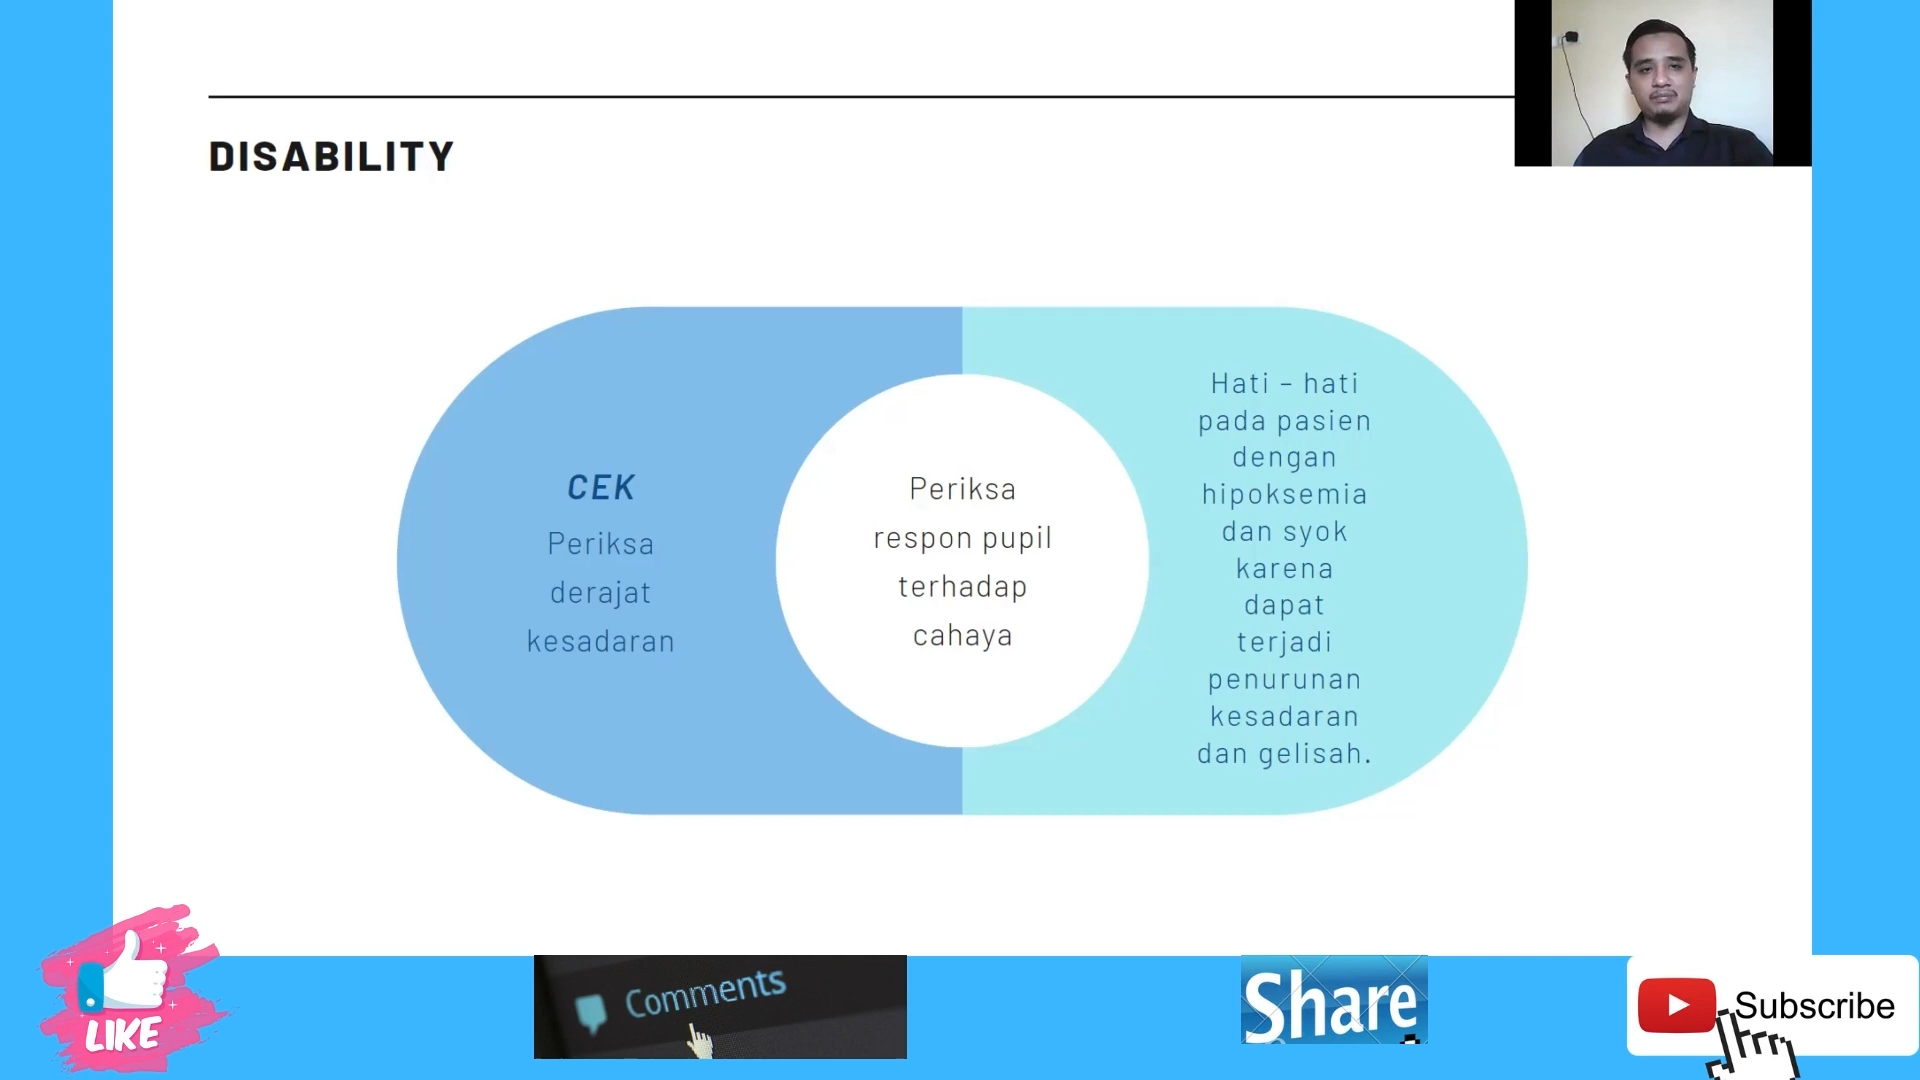 DISABILITY
CEK
Periksa
derajat
kesadaran
Periksa
respon pupil
terhadap
cahaya
Hati – hati
pada pasien
dengan
hipoksemia
dan syok
karena
dapat
terjadi
penurunan
kesadaran
dan gelisah.
LIKE
Comments
Share
Subscribe